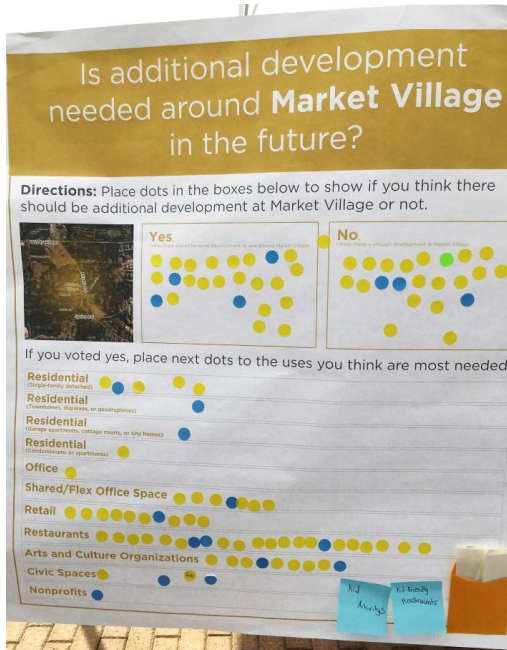 Is additional development
needed around Market Village
in the future?
Directions: Place dots in the boxes below to show if you think there
should be additional development at Market Village or not.
Yes
No
If you voted yes, place next dots to the uses you think are most needed
Residential
(Single-family detached)
Residential
(Townhomes, duplexes, or quadruplexes)
Residential
(Garage apartments, cottage courts, or tiny homes)
Residential
(Condominiums or apartments)
Office
Shared/Flex Office Space
Retail
Restaurants
Arts and Culture Organizations
Civic Spaces
Nonprofits
Kid
Kid Friendly
Restraunts